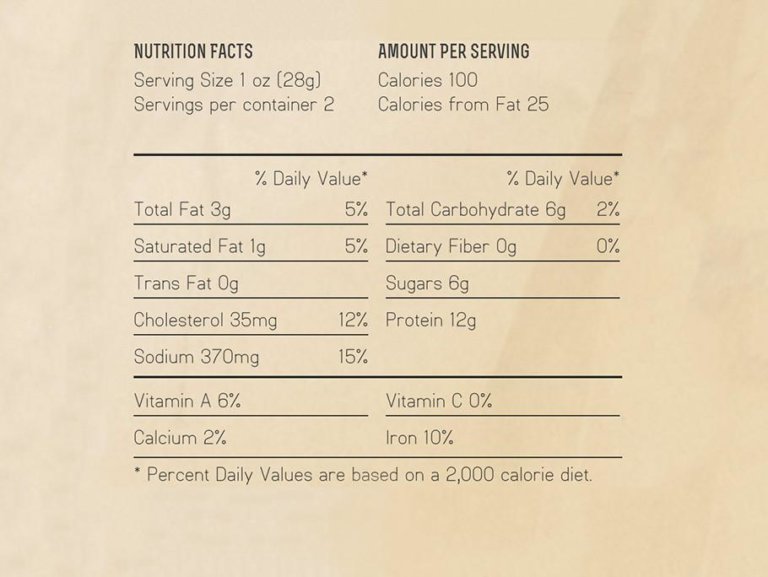 NUTRITION FACTS
Serving Size 1 oz (28g)
Servings per container 2
AMOUNT PER SERVING
Calories 100
Calories from Fat 25
% Daily Value*
Total Fat 3g 5%
Saturated Fat 1g 5%
Trans Fat 0g
Cholesterol 35mg 12%
Sodium 370mg 15%
% Daily Value*
Total Carbohydrate 6g 2%
Dietary Fiber 0g 0%
Sugars 6g
Protein 12g
Vitamin A 6%
Vitamin C 0%
Calcium 2%
Iron 10%
* Percent Daily Values are based on a 2,000 calorie diet.